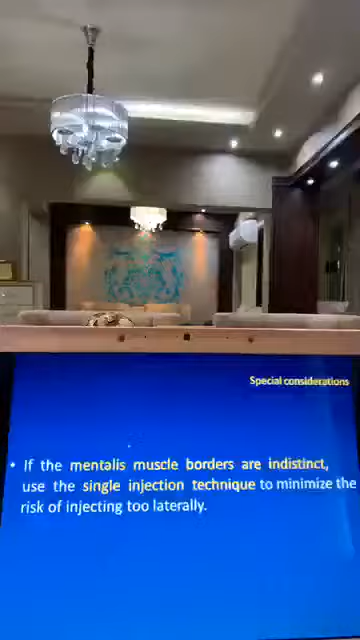 Special considerations
• If the mentalis muscle borders are indistinct,
use the single injection technique to minimize the
risk of injecting too laterally.